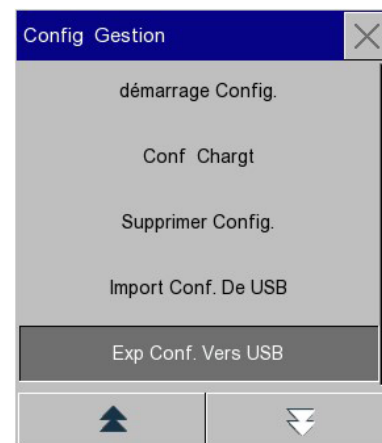 Config Gestion
démarrage Config.
Conf Chargt
Supprimer Config.
Import Conf. De USB
Exp Conf. Vers USB